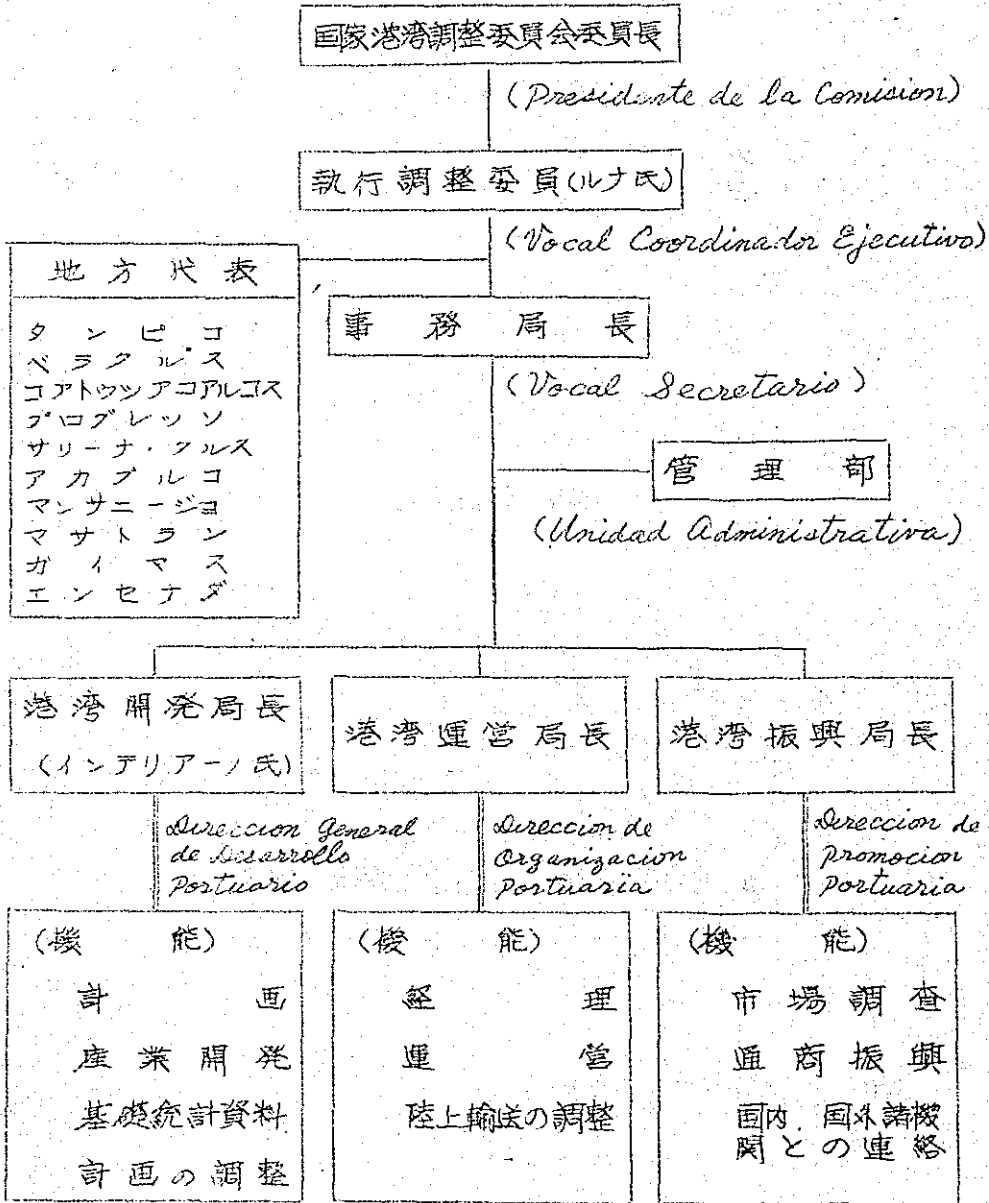 国家港湾調整委員会委員長
(Presidente de la Comision)
執行調整委員(ルナ氏)
(Vocal Coordinador Ejecutivo)
地方代表
タンピコ
ベラクルス
コアトウツアコアルコス
プログレッソ
サリーナ・クルス
アカプルコ
マンサニージョ
マサトラン
ガイマス
エンセナダ
事務局長
(Vocal Secretario)
管理部
(Unidad Administrativa)
港湾開発局長
(インテリアーノ氏)
港湾運営局長
港湾振興局長
Direccion General
de Desarrollo
Portuario
Direccion de
Organizacion
Portuaria
Direccion de
Promocion
Portuaria
(機能)
計画
産業開発
基礎統計資料
計画の調整
(機能)
経理
運営
陸上輸送の調整
(機能)
市場調査
通商振興
国内、国外諸機
関との連絡